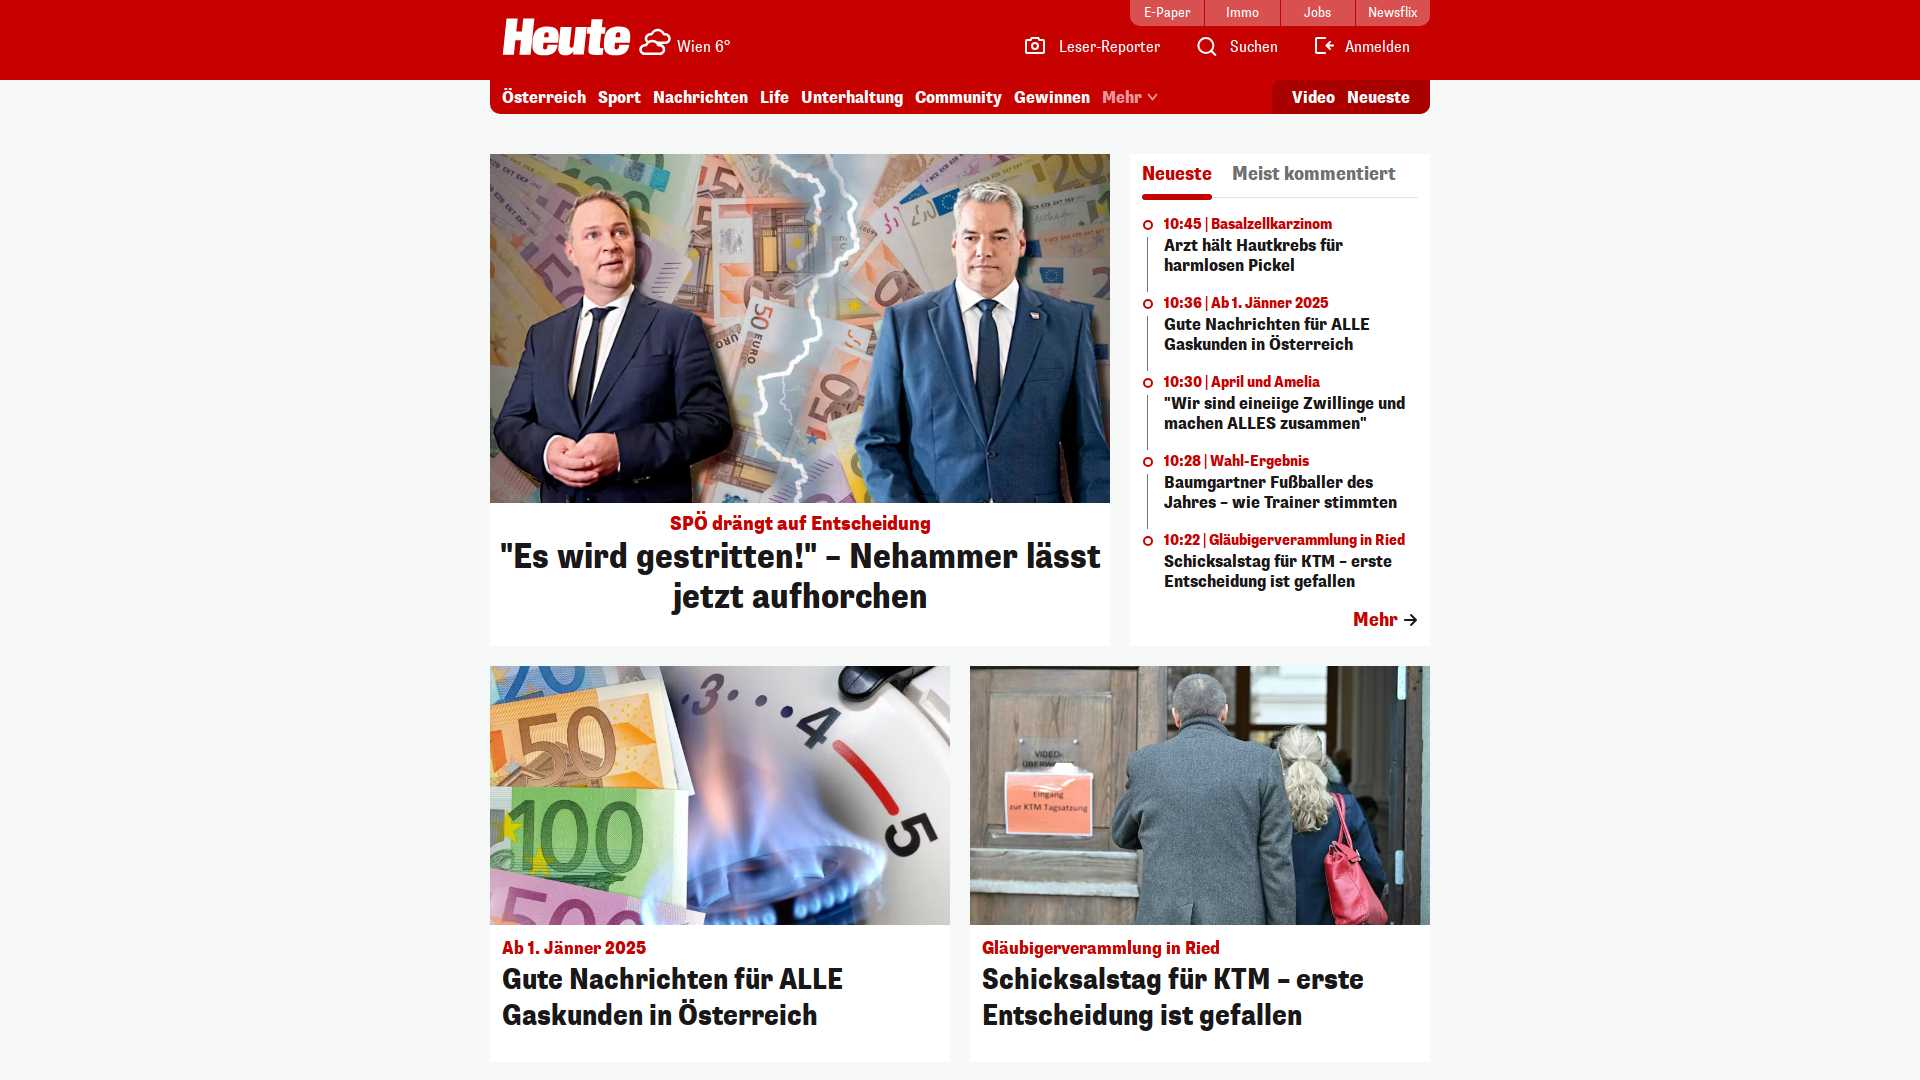 E-Paper
Immo
Jobs
Newsflix
Heute
Wien 6°
Leser-Reporter
Suchen
Anmelden
Österreich
Sport
Nachrichten
Life
Unterhaltung
Community
Gewinnen
Mehr
Video
Neueste
SPÖ drängt auf Entscheidung
"Es wird gestritten!" – Nehammer lässt
jetzt aufhorchen
Neueste
Meist kommentiert
10:45 | Basalzellkarzinom
Arzt hält Hautkrebs für
harmlosen Pickel
10:36 | Ab 1. Jänner 2025
Gute Nachrichten für ALLE
Gaskunden in Österreich
10:30 | April und Amelia
"Wir sind eineiige Zwillinge und
machen ALLES zusammen"
10:28 | Wahl-Ergebnis
Baumgartner Fußballer des
Jahres – wie Trainer stimmten
10:22 | Gläubigerverammlung in Ried
Schicksalstag für KTM – erste
Entscheidung ist gefallen
Mehr
50
100
500
3
4
5
Ab 1. Jänner 2025
Gute Nachrichten für ALLE
Gaskunden in Österreich
VIDEO-
Eingang
zur KTM Tagsatzung
Gläubigerverammlung in Ried
Schicksalstag für KTM – erste
Entscheidung ist gefallen